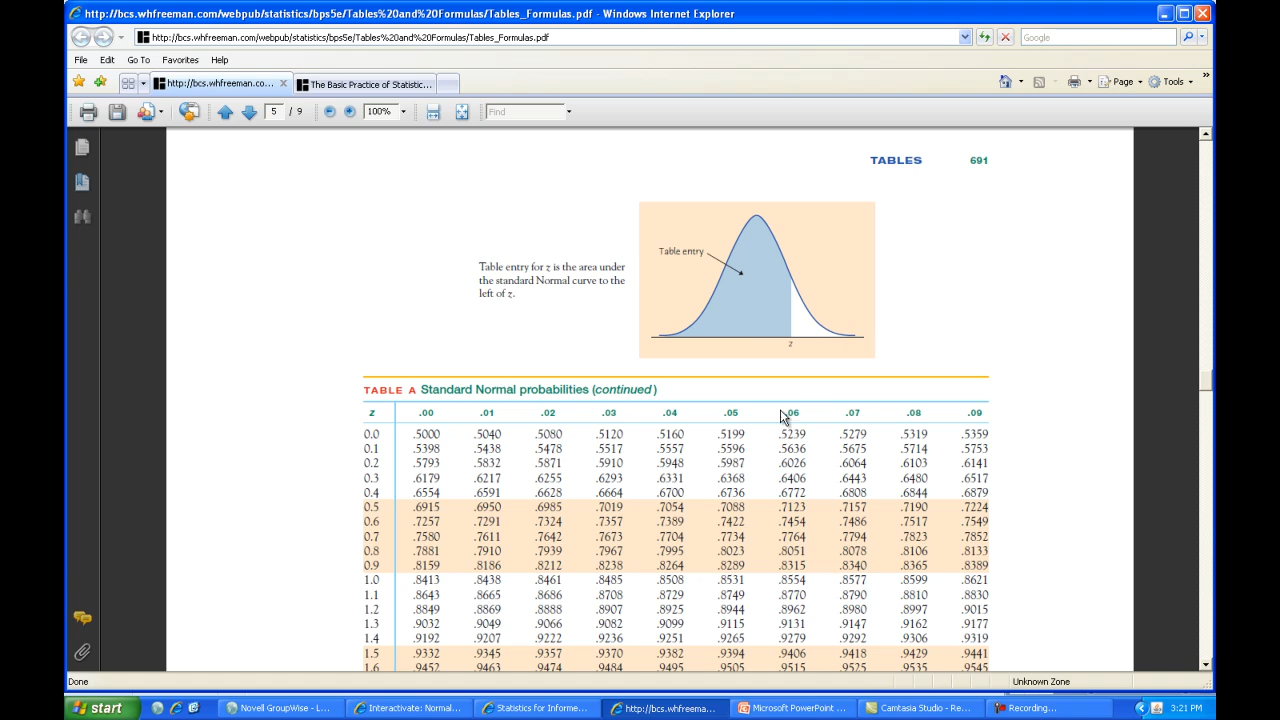 http://bcs.whfreeman.com/webpub/statistics/bps5e/Tables%20and%20Formulas/Tables_Formulas.pdf - Windows Internet Explorer
http://bcs.whfreeman.com/webpub/statistics/bps5e/Tables%20and%20Formulas/Tables_Formulas.pdf Google
File Edit View Go To Favorites Help
http://bcs.whfreeman.co... The Basic Practice of Statistic... Page Tools
5 / 9 100% Find
TABLES 691
Table entry
Table entry for z is the area under
the standard Normal curve to the
left of z.
z
TABLE A Standard Normal probabilities (continued)
z .00 .01 .02 .03 .04 .05 .06 .07 .08 .09
0.0 .5000 .5040 .5080 .5120 .5160 .5199 .5239 .5279 .5319 .5359
0.1 .5398 .5438 .5478 .5517 .5557 .5596 .5636 .5675 .5714 .5753
0.2 .5793 .5832 .5871 .5910 .5948 .5987 .6026 .6064 .6103 .6141
0.3 .6179 .6217 .6255 .6293 .6331 .6368 .6406 .6443 .6480 .6517
0.4 .6554 .6591 .6628 .6664 .6700 .6736 .6772 .6808 .6844 .6879
0.5 .6915 .6950 .6985 .7019 .7054 .7088 .7123 .7157 .7190 .7224
0.6 .7257 .7291 .7324 .7357 .7389 .7422 .7454 .7486 .7517 .7549
0.7 .7580 .7611 .7642 .7673 .7704 .7734 .7764 .7794 .7823 .7852
0.8 .7881 .7910 .7939 .7967 .7995 .8023 .8051 .8078 .8106 .8133
0.9 .8159 .8186 .8212 .8238 .8264 .8289 .8315 .8340 .8365 .8389
1.0 .8413 .8438 .8461 .8485 .8508 .8531 .8554 .8577 .8599 .8621
1.1 .8643 .8665 .8686 .8708 .8729 .8749 .8770 .8790 .8810 .8830
1.2 .8849 .8869 .8888 .8907 .8925 .8944 .8962 .8980 .8997 .9015
1.3 .9032 .9049 .9066 .9082 .9099 .9115 .9131 .9147 .9162 .9177
1.4 .9192 .9207 .9222 .9236 .9251 .9265 .9279 .9292 .9306 .9319
1.5 .9332 .9345 .9357 .9370 .9382 .9394 .9406 .9418 .9429 .9441
1.6 .9452 .9463 .9474 .9484 .9495 .9505 .9515 .9525 .9535 .9545
Done Unknown Zone
start Novell GroupWise - L... Interactivate: Normal... Statistics for Informe... http://bcs.whfreema... Microsoft PowerPoint ... Camtasia Studio - Re... Recording... 3:21 PM